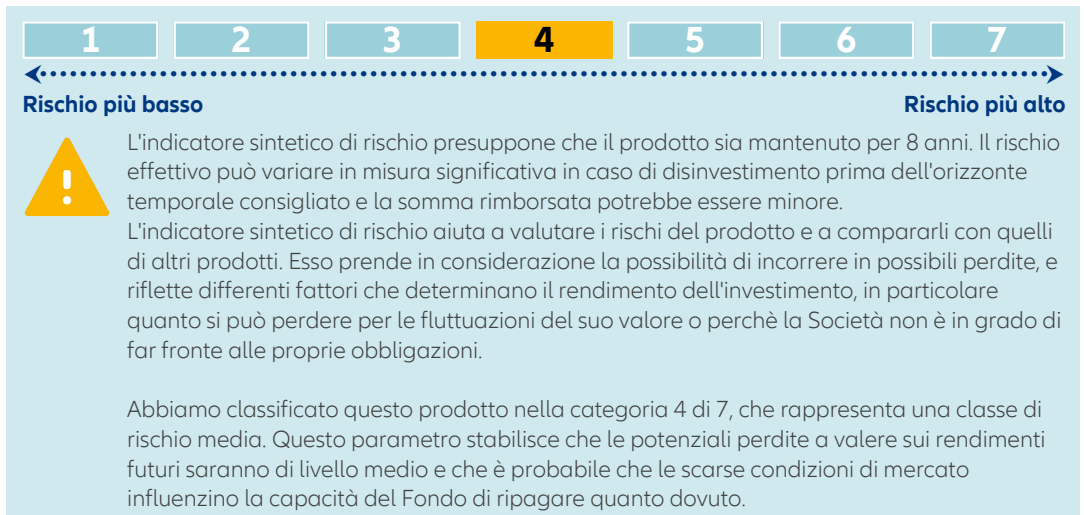 1 2 3 4 5 6 7
Rischio più basso Rischio più alto
L'indicatore sintetico di rischio presuppone che il prodotto sia mantenuto per 8 anni. Il rischio
effettivo può variare in misura significativa in caso di disinvestimento prima dell'orizzonte
temporale consigliato e la somma rimborsata potrebbe essere minore.
L'indicatore sintetico di rischio aiuta a valutare i rischi del prodotto e a compararli con quelli
di altri prodotti. Esso prende in considerazione la possibilità di incorrere in possibili perdite, e
riflette differenti fattori che determinano il rendimento dell'investimento, in particolare
quanto si può perdere per le fluttuazioni del suo valore o perchè la Società non è in grado di
far fronte alle proprie obbligazioni.
Abbiamo classificato questo prodotto nella categoria 4 di 7, che rappresenta una classe di
rischio media. Questo parametro stabilisce che le potenziali perdite a valere sui rendimenti
futuri saranno di livello medio e che è probabile che le scarse condizioni di mercato
influenzino la capacità del Fondo di ripagare quanto dovuto.